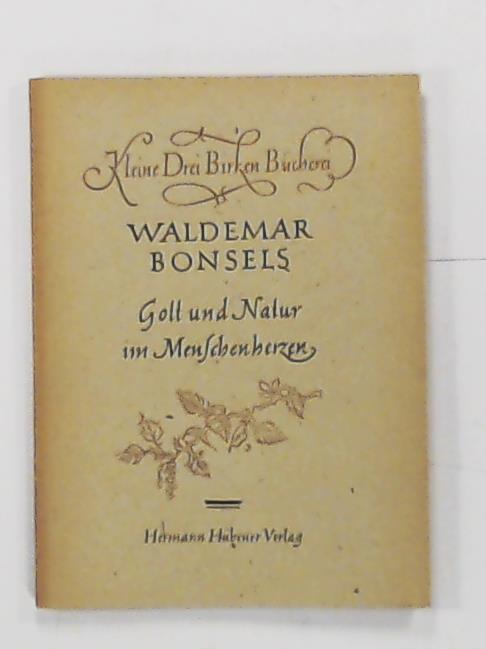 Kleine Drei Birken Bücherei
WALDEMAR
BONSELS
Gott und Natur
im Menſchenherzen
Hermann Hübener Verlag